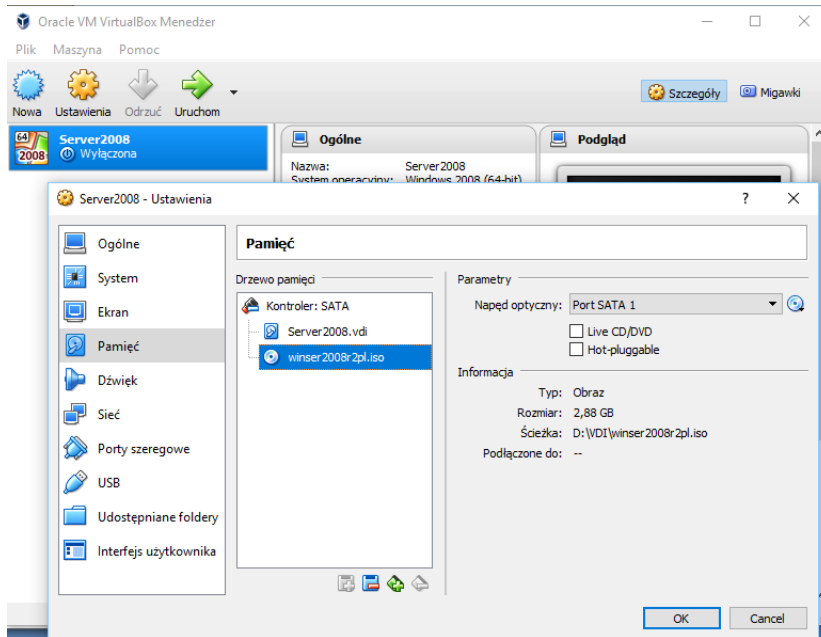 Oracle VM VirtualBox Menedżer
Plik Maszyna Pomoc
Nowa Ustawienia Odrzuć Uruchom
Szczegóły Migawki
64 2008
Server2008
Wyłączona
Ogólne
Nazwa: Server2008
System operacyjny: Windows 2008 (64-bit)
Podgląd
Server2008 - Ustawienia
?
Ogólne
System
Ekran
Pamięć
Dźwięk
Sieć
Porty szeregowe
USB
Udostępniane foldery
Interfejs użytkownika
Pamięć
Drzewo pamięci
Kontroler: SATA
Server2008.vdi
winser2008r2pl.iso
Parametry
Napęd optyczny: Port SATA 1
Live CD/DVD
Hot-pluggable
Informacja
Typ: Obraz
Rozmiar: 2,88 GB
Ścieżka: D:\VDI\winser2008r2pl.iso
Podłączone do: --
OK Cancel